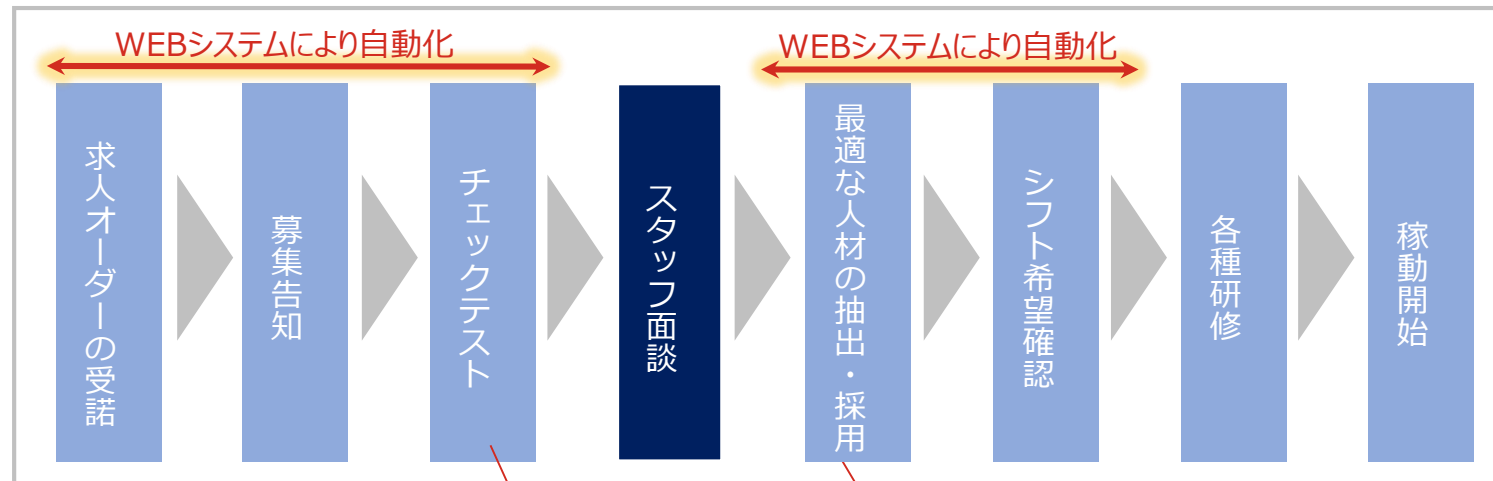 WEBシステムにより自動化
WEBシステムにより自動化
求人オーダーの受諾
募集告知
チェックテスト
スタッフ面談
最適な人材の抽出・採用
シフト希望確認
各種研修
稼動開始